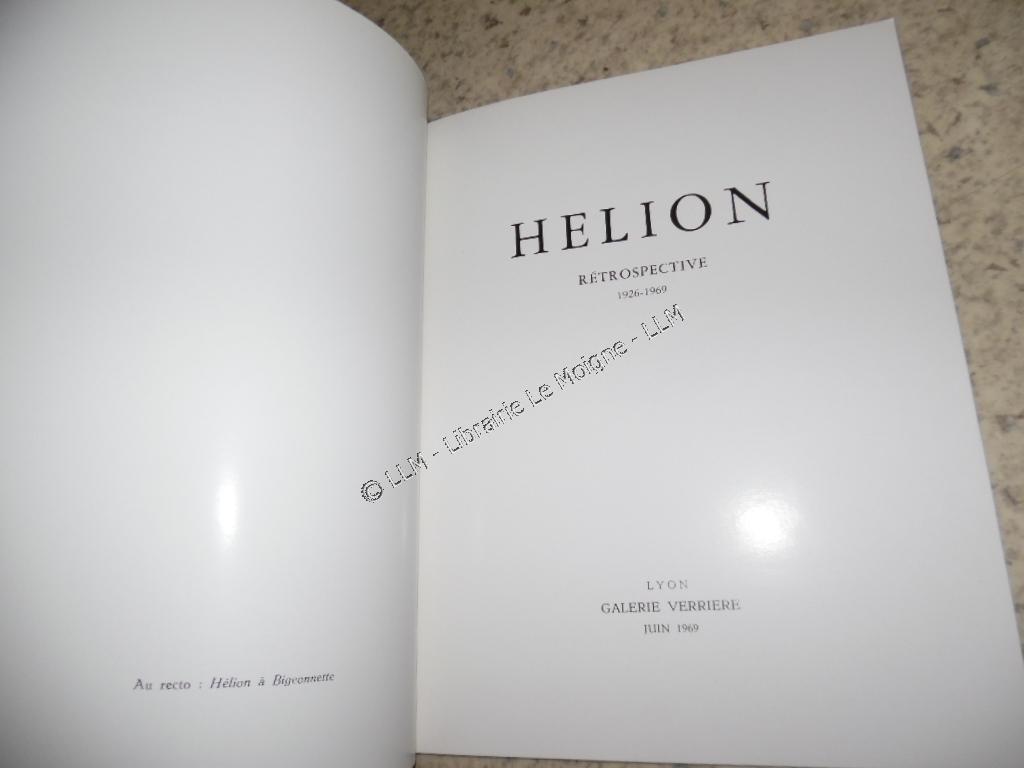 Au recto : Hélion à Bigeonnette
HELION
RÉTROSPECTIVE
1926-1969
© LLM - Librairie Le Moigne - LLM
LYON
GALERIE VERRIERE
JUIN 1969